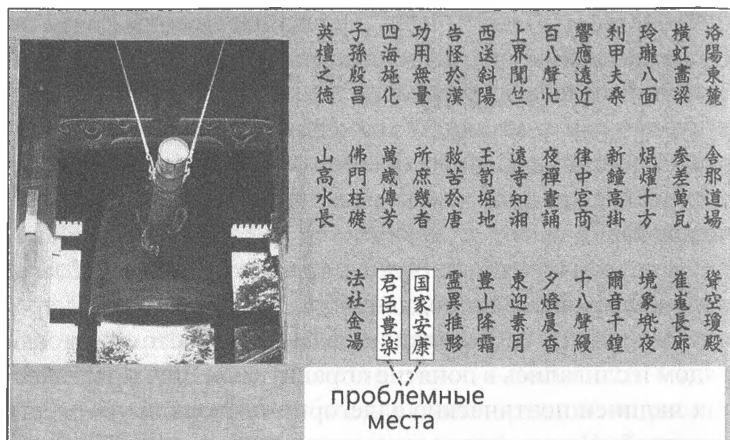 洛陽東麓 舎那道場 聳空瓊殿
横虹畫梁 参差萬瓦 崔嵬長廊
玲瓏八面 焜燿十方 境象兜夜
刹甲夫桑 新鐘高掛 爾音千鍠
響應遠近 律中宮商 十八聲縵
百八聲忙 夜禪晝誦 夕燈晨香
上界聞竺 遠寺知湘 東迎素月
西送斜陽 玉筍堀地 豊山降霜
告怪於漢 救苦於唐 霊異推夥
功用無量 所庶幾者 国家安康
四海施化 萬歳傳芳 君臣豊楽
子孫殷昌 佛門柱礎 法社金湯
英檀之徳 山高水長
проблемные
места